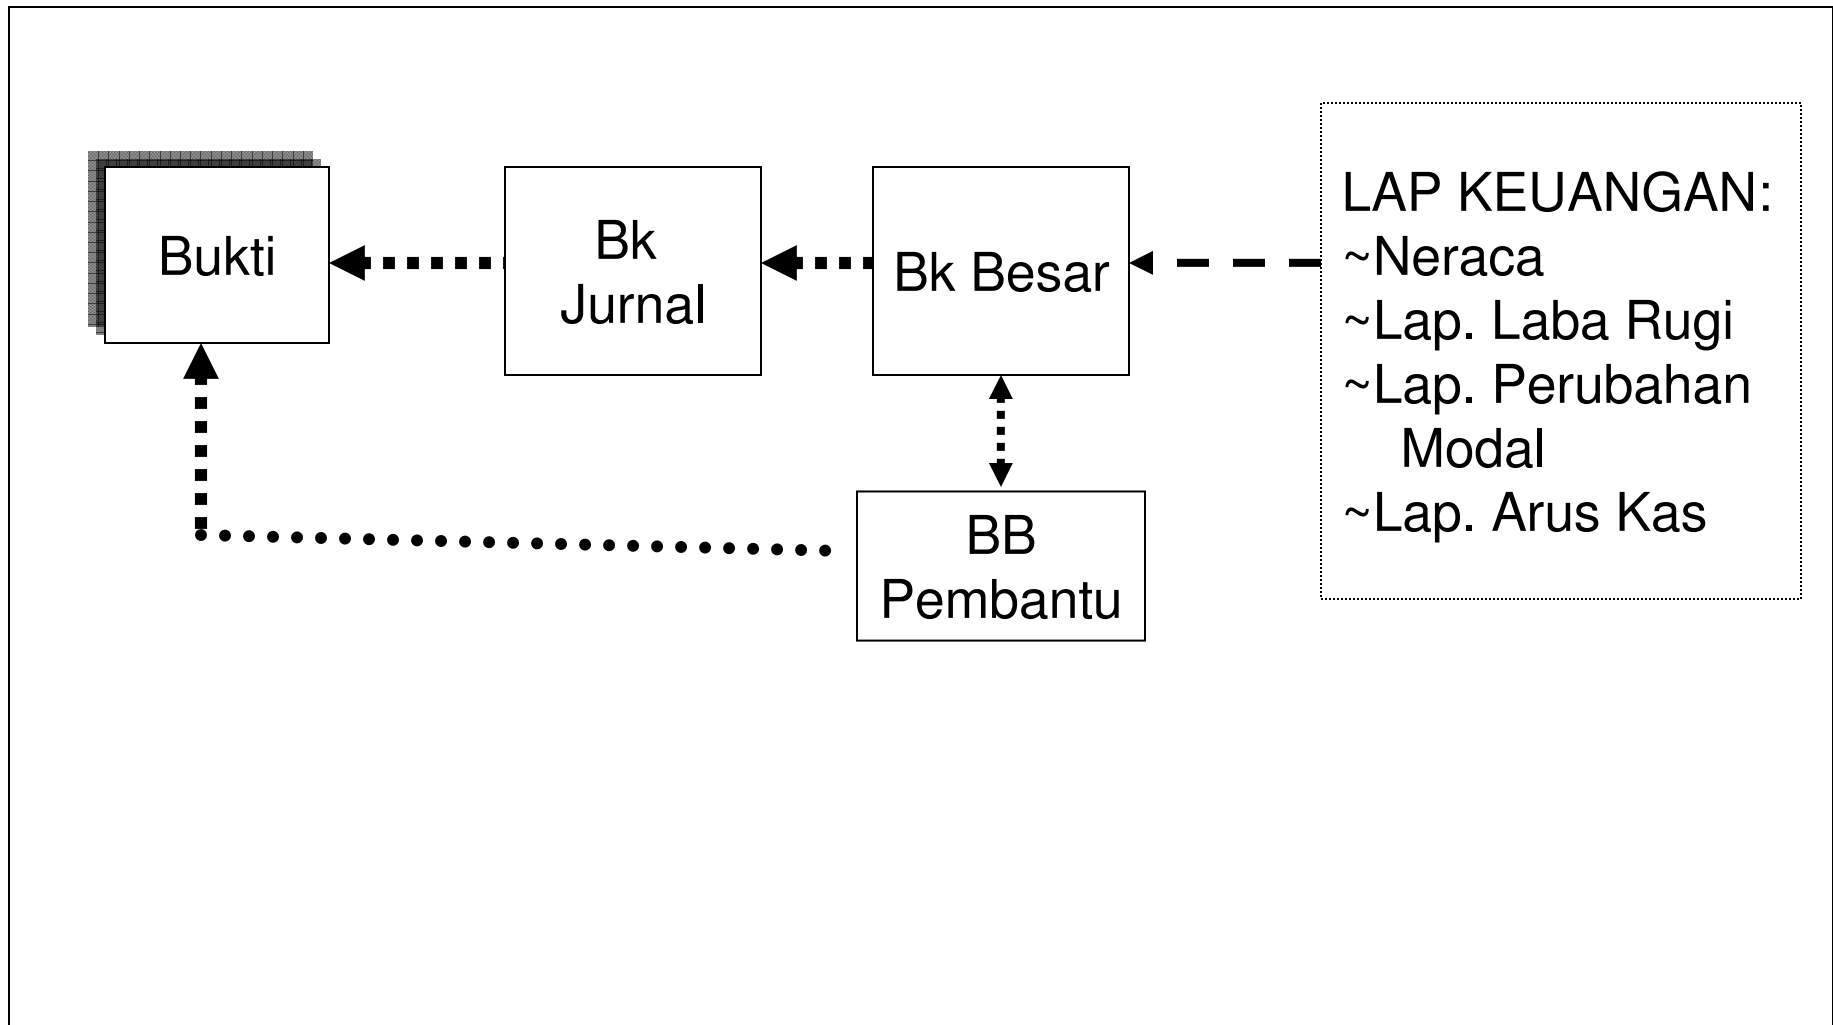 Bukti
Bk
Jurnal
Bk Besar
BB
Pembantu
LAP KEUANGAN:
~Neraca
~Lap. Laba Rugi
~Lap. Perubahan
Modal
~Lap. Arus Kas